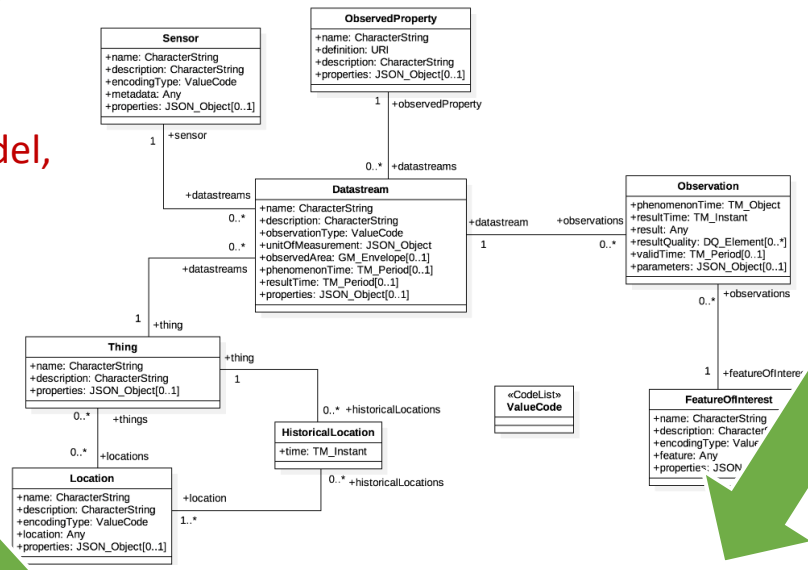 ObservedProperty
+name: CharacterString
+definition: URI
+description: CharacterString
+properties: JSON_Object[0..1]
Sensor
+name: CharacterString
+description: CharacterString
+encodingType: ValueCode
+metadata: Any
+properties: JSON_Object[0..1]
1 +observedProperty
1 +sensor
0..* +datastreams
+datastreams
0..*
Datastream
+name: CharacterString
+description: CharacterString
+observationType: ValueCode
+unitOfMeasurement: JSON_Object
+observedArea: GM_Envelope[0..1]
+phenomenonTime: TM_Period[0..1]
+resultTime: TM_Period[0..1]
+properties: JSON_Object[0..1]
+datastream +observations
1 0..*
Observation
+phenomenonTime: TM_Object
+resultTime: TM_Instant
+result: Any
+resultQuality: DQ_Element[0..*]
+validTime: TM_Period[0..1]
+parameters: JSON_Object[0..1]
0..*
+datastreams
0..* +observations
1 +thing
Thing
+name: CharacterString
+description: CharacterString
+properties: JSON_Object[0..1]
+thing
1
1
FeatureOfInterest
+name: CharacterString
+feature: Any
«CodeList»
ValueCode
0..* +historicalLocations
HistoricalLocation
+time: TM_Instant
0..* +historicalLocations
0..* +things
0..* +locations
Location
+name: CharacterString
+description: CharacterString
+encodingType: ValueCode
+location: Any
+properties: JSON_Object[0..1]
+location
1..*